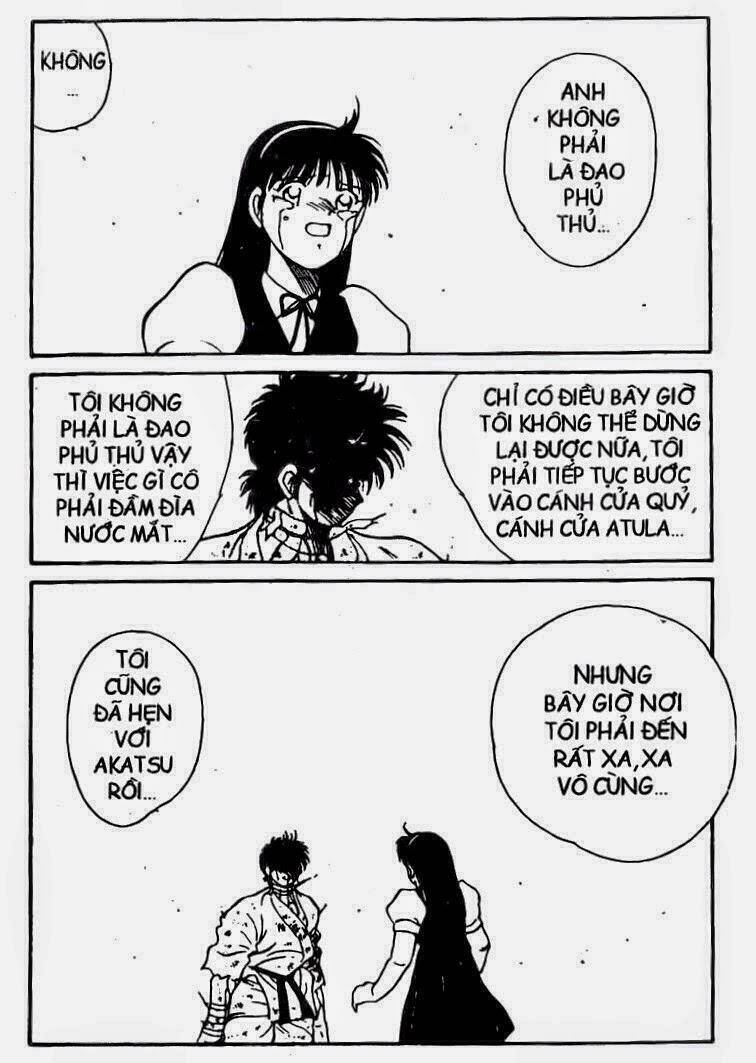 KHÔNG
...
ANH
KHÔNG
PHẢI
LÀ ĐAO
PHỦ
THỦ...
TÔI KHÔNG
PHẢI LÀ ĐAO
PHỦ THỦ VẬY
THÌ VIỆC GÌ CÔ
PHẢI ĐẦM ĐÌA
NƯỚC MẮT...
CHỈ CÓ ĐIỀU BÂY GIỜ
TÔI KHÔNG THỂ DỪNG
LẠI ĐƯỢC NỮA, TÔI
PHẢI TIẾP TỤC BƯỚC
VÀO CÁNH CỬA QUỶ,
CÁNH CỬA ATULA...
TÔI
CŨNG
ĐÃ HẸN
VỚI
AKATSU
RỒI...
NHƯNG
BÂY GIỜ NƠI
TÔI PHẢI ĐẾN
RẤT XA, XA
VÔ CÙNG...